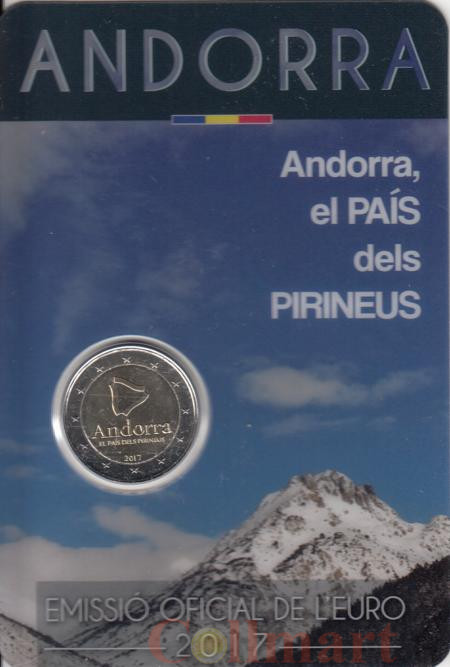 ANDORRA
Andorra,
el PAÍS
dels
PIRINEUS
Andorra
EL PAÍS DELS PIRINEUS
2017
EMISSIÓ OFICIAL DE L'EURO
2017
Collmart